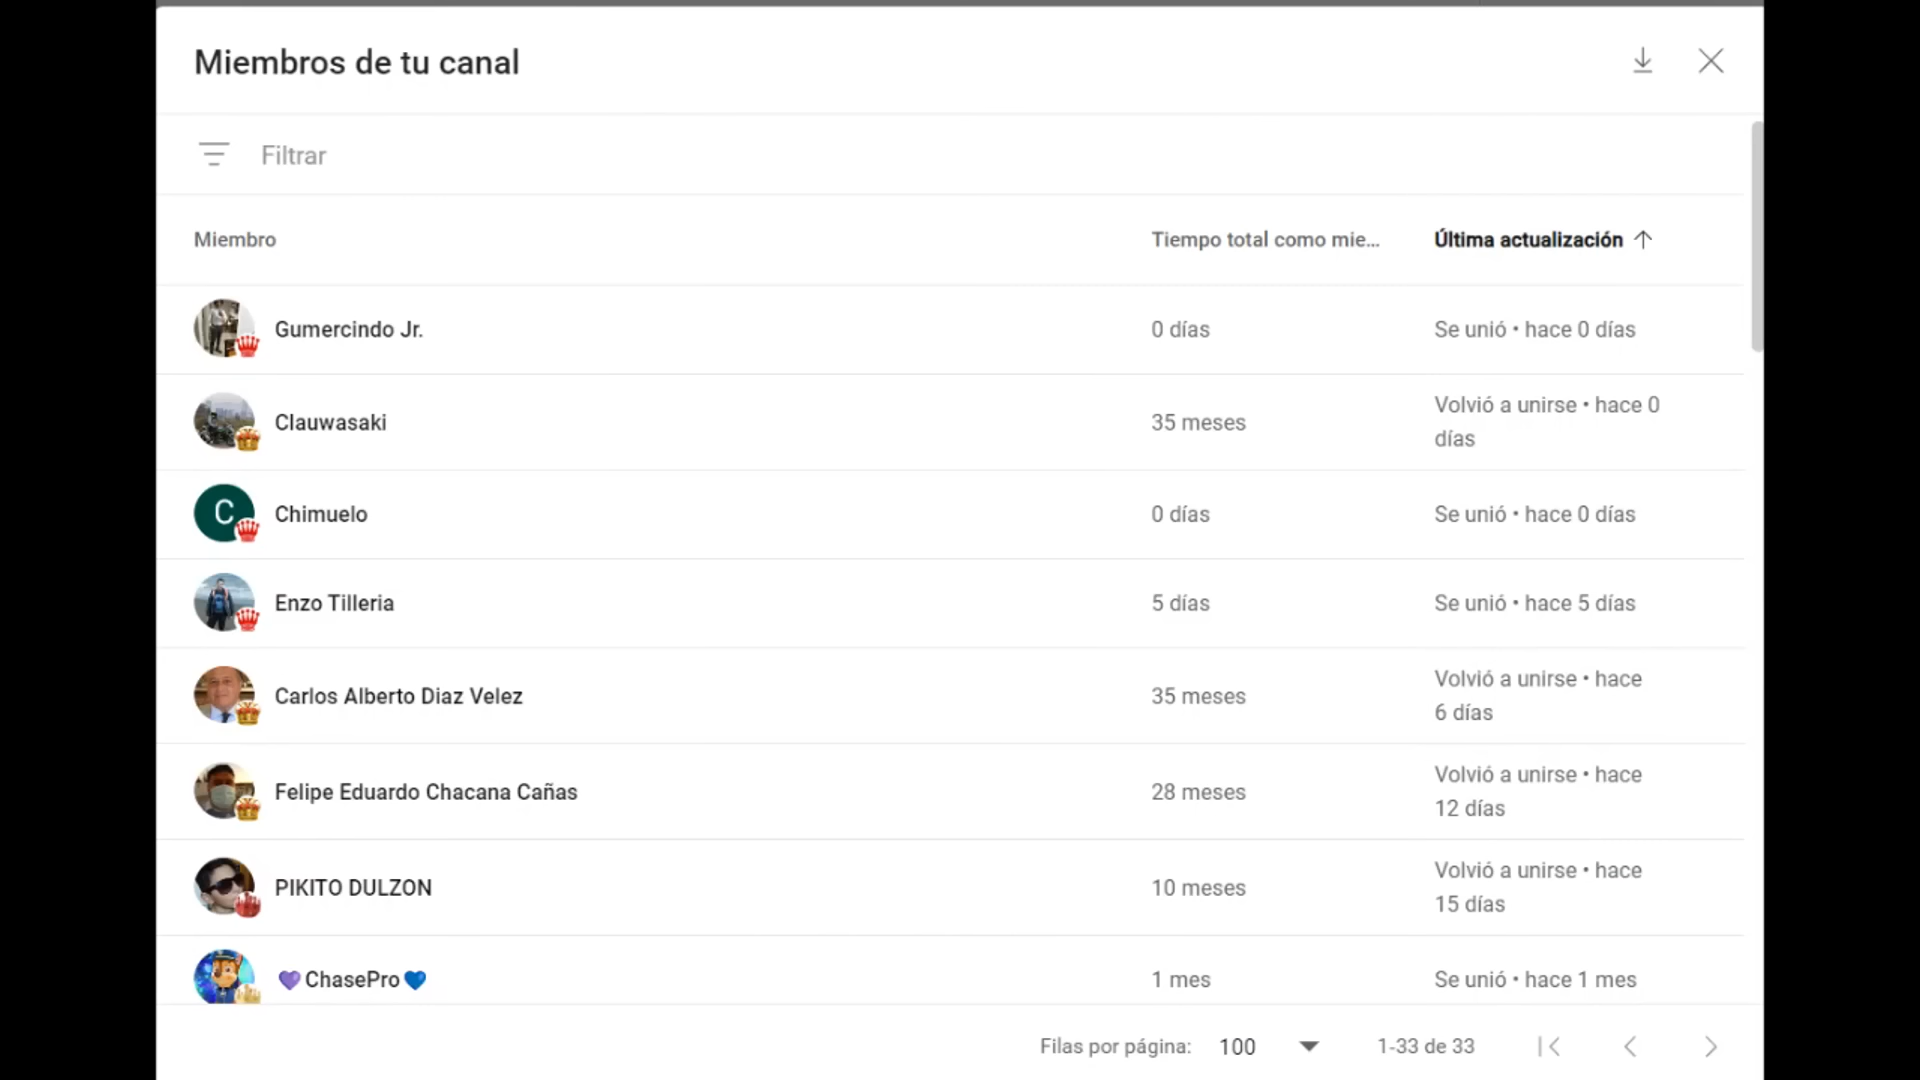 Miembros de tu canal
Filtrar
Miembro Tiempo total como mie... Última actualización
Gumercindo Jr. 0 días Se unió • hace 0 días
Clauwasaki 35 meses Volvió a unirse • hace 0
días
C Chimuelo 0 días Se unió • hace 0 días
Enzo Tilleria 5 días Se unió • hace 5 días
Carlos Alberto Diaz Velez 35 meses Volvió a unirse • hace
6 días
Felipe Eduardo Chacana Cañas 28 meses Volvió a unirse • hace
12 días
PIKITO DULZON 10 meses Volvió a unirse • hace
15 días
💜ChasePro💙 1 mes Se unió • hace 1 mes
Filas por página: 100 1-33 de 33